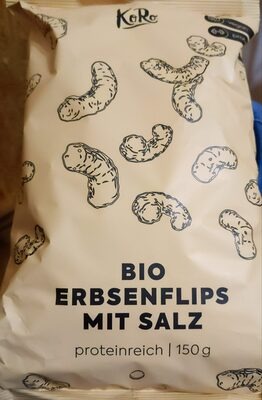 KoRo
BIO
ERBSENFLIPS
MIT SALZ
proteinreich | 150 g